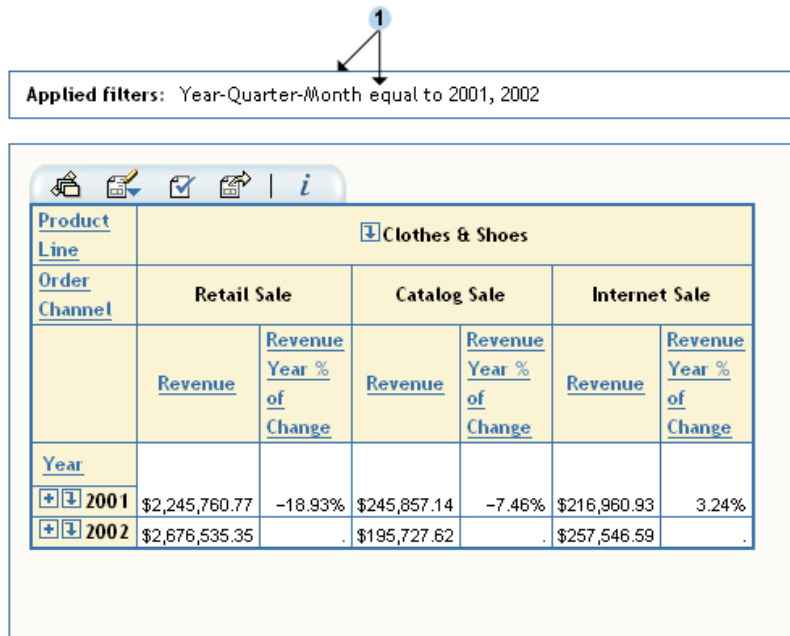 1
Applied filters: Year-Quarter-Month equal to 2001, 2002
i
Product Line
Clothes & Shoes
Order Channel
Retail Sale Catalog Sale Internet Sale
Revenue Revenue Year % of Change Revenue Revenue Year % of Change Revenue Revenue Year % of Change
Year
2001 $2,245,760.77 -18.93% $245,857.14 -7.46% $216,960.93 3.24%
2002 $2,676,535.35 . $195,727.62 . $257,546.59 .